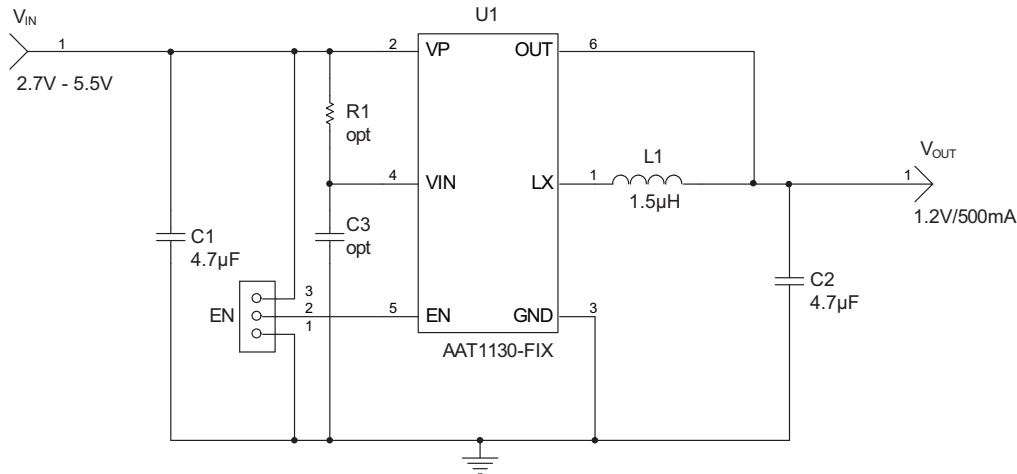 U1
V_IN
1
2
VP
OUT
6
2.7V - 5.5V
R1
opt
V_OUT
L1
4
VIN
LX
1
1
1.5µH
1.2V/500mA
C3
opt
C1
4.7µF
C2
4.7µF
EN
3
2
1
5
EN
GND
3
AAT1130-FIX